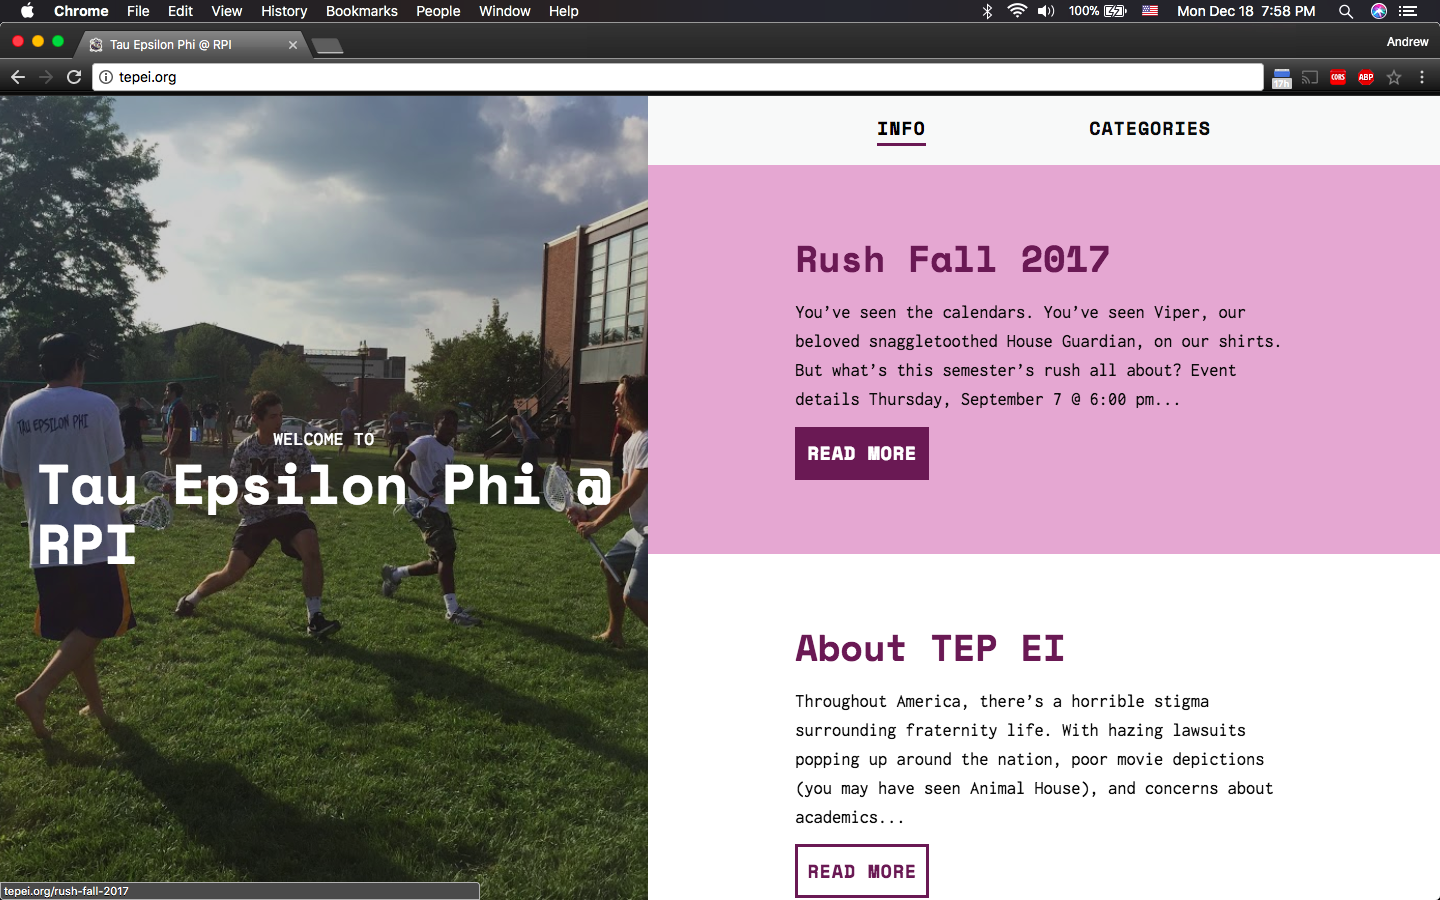 Chrome File Edit View History Bookmarks People Window Help 100% Mon Dec 18 7:58 PM
Tau Epsilon Phi @ RPI
Andrew
tepei.org
17h
CORS
ABP
INFO CATEGORIES
TAU EPSILON PHI
WELCOME TO
Tau Epsilon Phi @
RPI
Rush Fall 2017
You’ve seen the calendars. You’ve seen Viper, our
beloved snaggletoothed House Guardian, on our shirts.
But what’s this semester’s rush all about? Event
details Thursday, September 7 @ 6:00 pm...
READ MORE
About TEP EI
Throughout America, there’s a horrible stigma
surrounding fraternity life. With hazing lawsuits
popping up around the nation, poor movie depictions
(you may have seen Animal House), and concerns about
academics...
READ MORE
tepei.org/rush-fall-2017